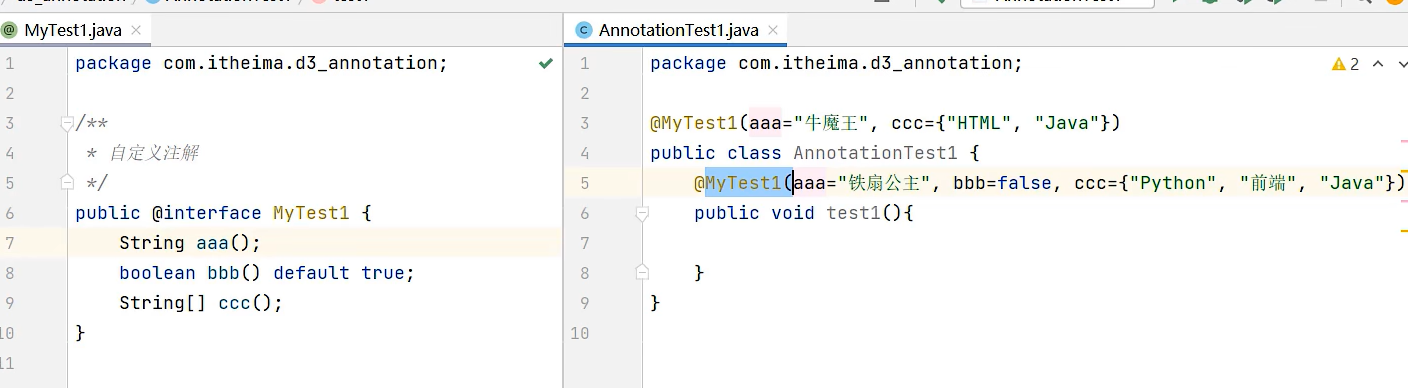 MyTest1.java
1 package com.itheima.d3_annotation;
2
3 /**
4 * 自定义注解
5 */
6 public @interface MyTest1 {
7 String aaa();
8 boolean bbb() default true;
9 String[] ccc();
10 }
11
AnnotationTest1.java
1 package com.itheima.d3_annotation;
2
2
3 @MyTest1(aaa="牛魔王", ccc={"HTML", "Java"})
4 public class AnnotationTest1 {
5 @MyTest1(aaa="铁扇公主", bbb=false, ccc={"Python", "前端", "Java"})
6 public void test1(){
7
8 }
9 }
10